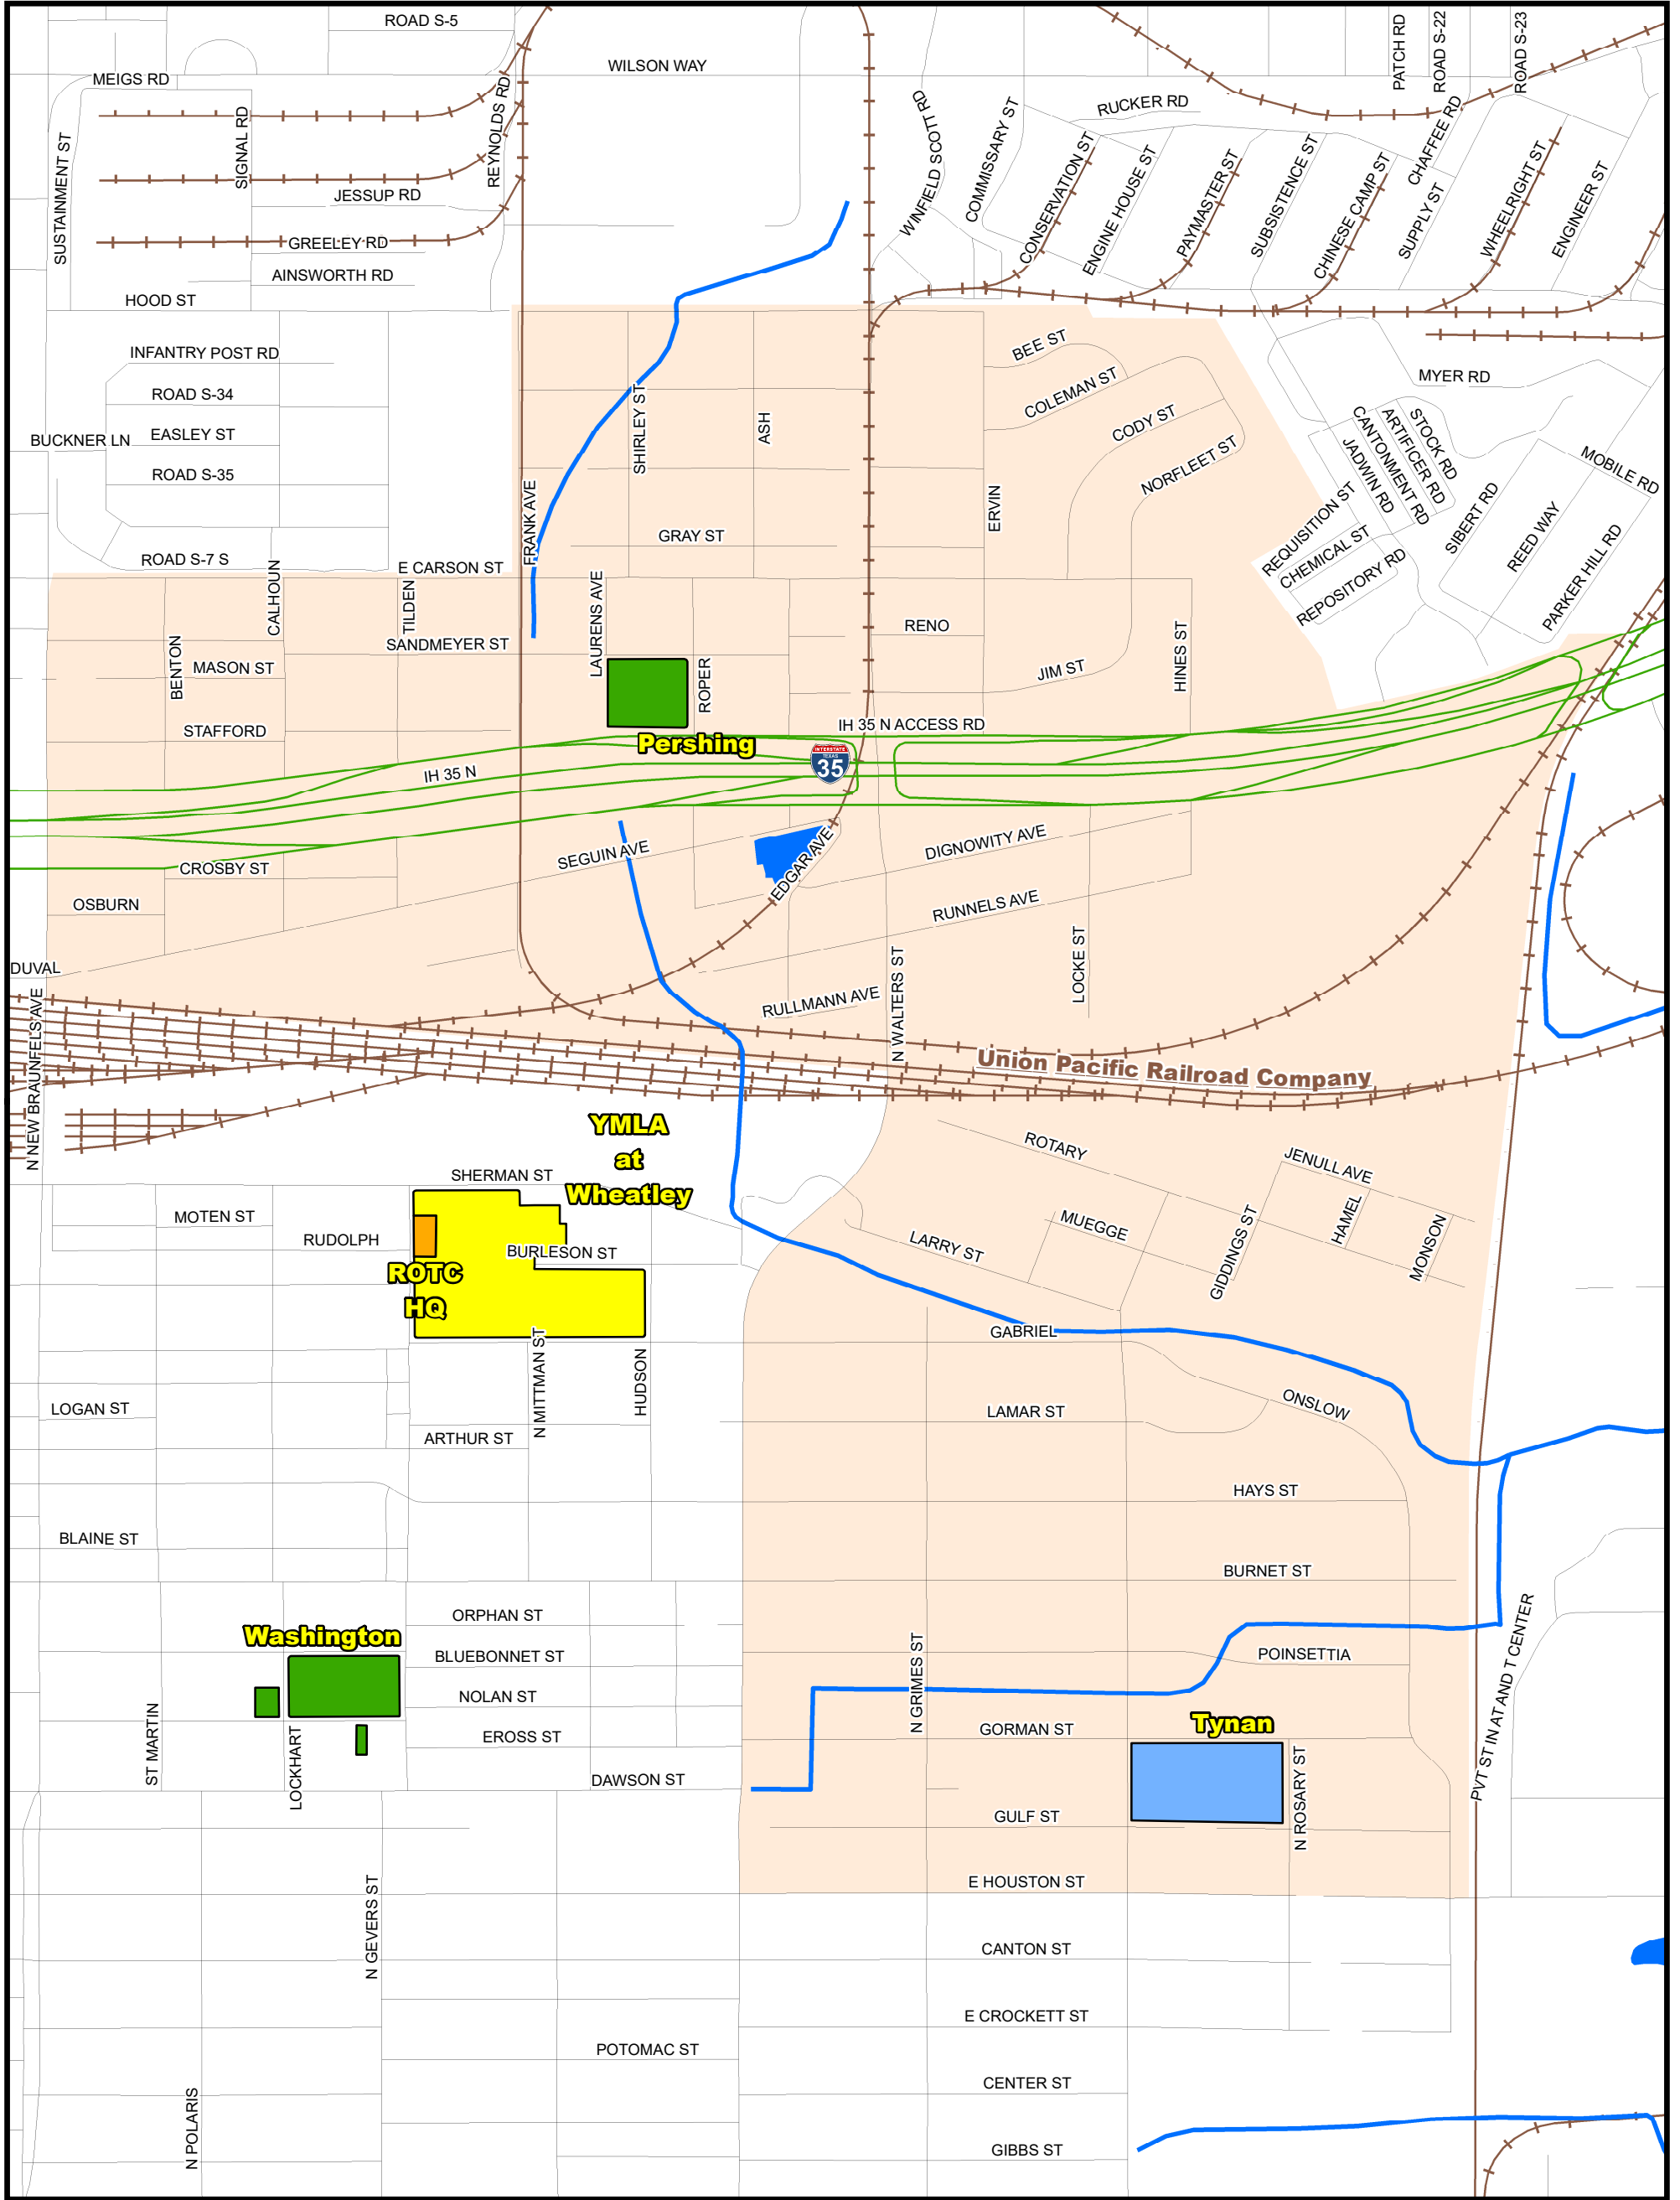 ROAD S-5
PATCH RD
ROAD S-22
ROAD S-23
WILSON WAY
MEIGS RD
REYNOLDS RD
SIGNAL RD
SUSTAINMENT ST
WINFIELD SCOTT RD
COMMISSARY ST
RUCKER RD
CONSERVATION ST
ENGINE HOUSE ST
PAYMASTER ST
SUBSISTENCE ST
CHINESE CAMP ST
CHAFFEE RD
SUPPLY ST
WHEELRIGHT ST
ENGINEER ST
JESSUP RD
GREELEY RD
AINSWORTH RD
HOOD ST
INFANTRY POST RD
BEE ST
COLEMAN ST
MYER RD
ROAD S-34
SHIRLEY ST
ASH
CODY ST
STOCK RD
ARTIFICER RD
CANTONMENT RD
JADWIN RD
BUCKNER LN
EASLEY ST
NORFLEET ST
MOBILE RD
ROAD S-35
FRANK AVE
ERVIN
REQUISITION ST
SIBERT RD
REED WAY
GRAY ST
CHEMICAL ST
PARKER HILL RD
ROAD S-7 S
E CARSON ST
REPOSITORY RD
CALHOUN
TILDEN
LAURENS AVE
RENO
BENTON
SANDMEYER ST
HINES ST
MASON ST
ROPER
JIM ST
STAFFORD
IH 35 N ACCESS RD
Pershing
INTERSTATE
TEXAS
35
IH 35 N
SEGUIN AVE
EDGAR AVE
DIGNOWITY AVE
CROSBY ST
OSBURN
RUNNELS AVE
DUVAL
N WALTERS ST
LOCKE ST
RULLMANN AVE
N NEW BRAUNFELS AVE
Union Pacific Railroad Company
YMLA
at
Wheatley
ROTARY
JENULL AVE
SHERMAN ST
MOTEN ST
MUEGGE
GIDDINGS ST
HAMEL
MONSON
RUDOLPH
BURLESON ST
LARRY ST
ROTC
HQ
GABRIEL
N MITTMAN ST
HUDSON
LOGAN ST
ARTHUR ST
LAMAR ST
ONSLOW
HAYS ST
BLAINE ST
BURNET ST
ORPHAN ST
PVT ST IN AT AND T CENTER
Washington
BLUEBONNET ST
N GRIMES ST
POINSETTIA
NOLAN ST
ST MARTIN
LOCKHART
EROSS ST
GORMAN ST
Tynan
DAWSON ST
N ROSARY ST
GULF ST
E HOUSTON ST
N GEVERS ST
CANTON ST
E CROCKETT ST
POTOMAC ST
CENTER ST
N POLARIS
GIBBS ST